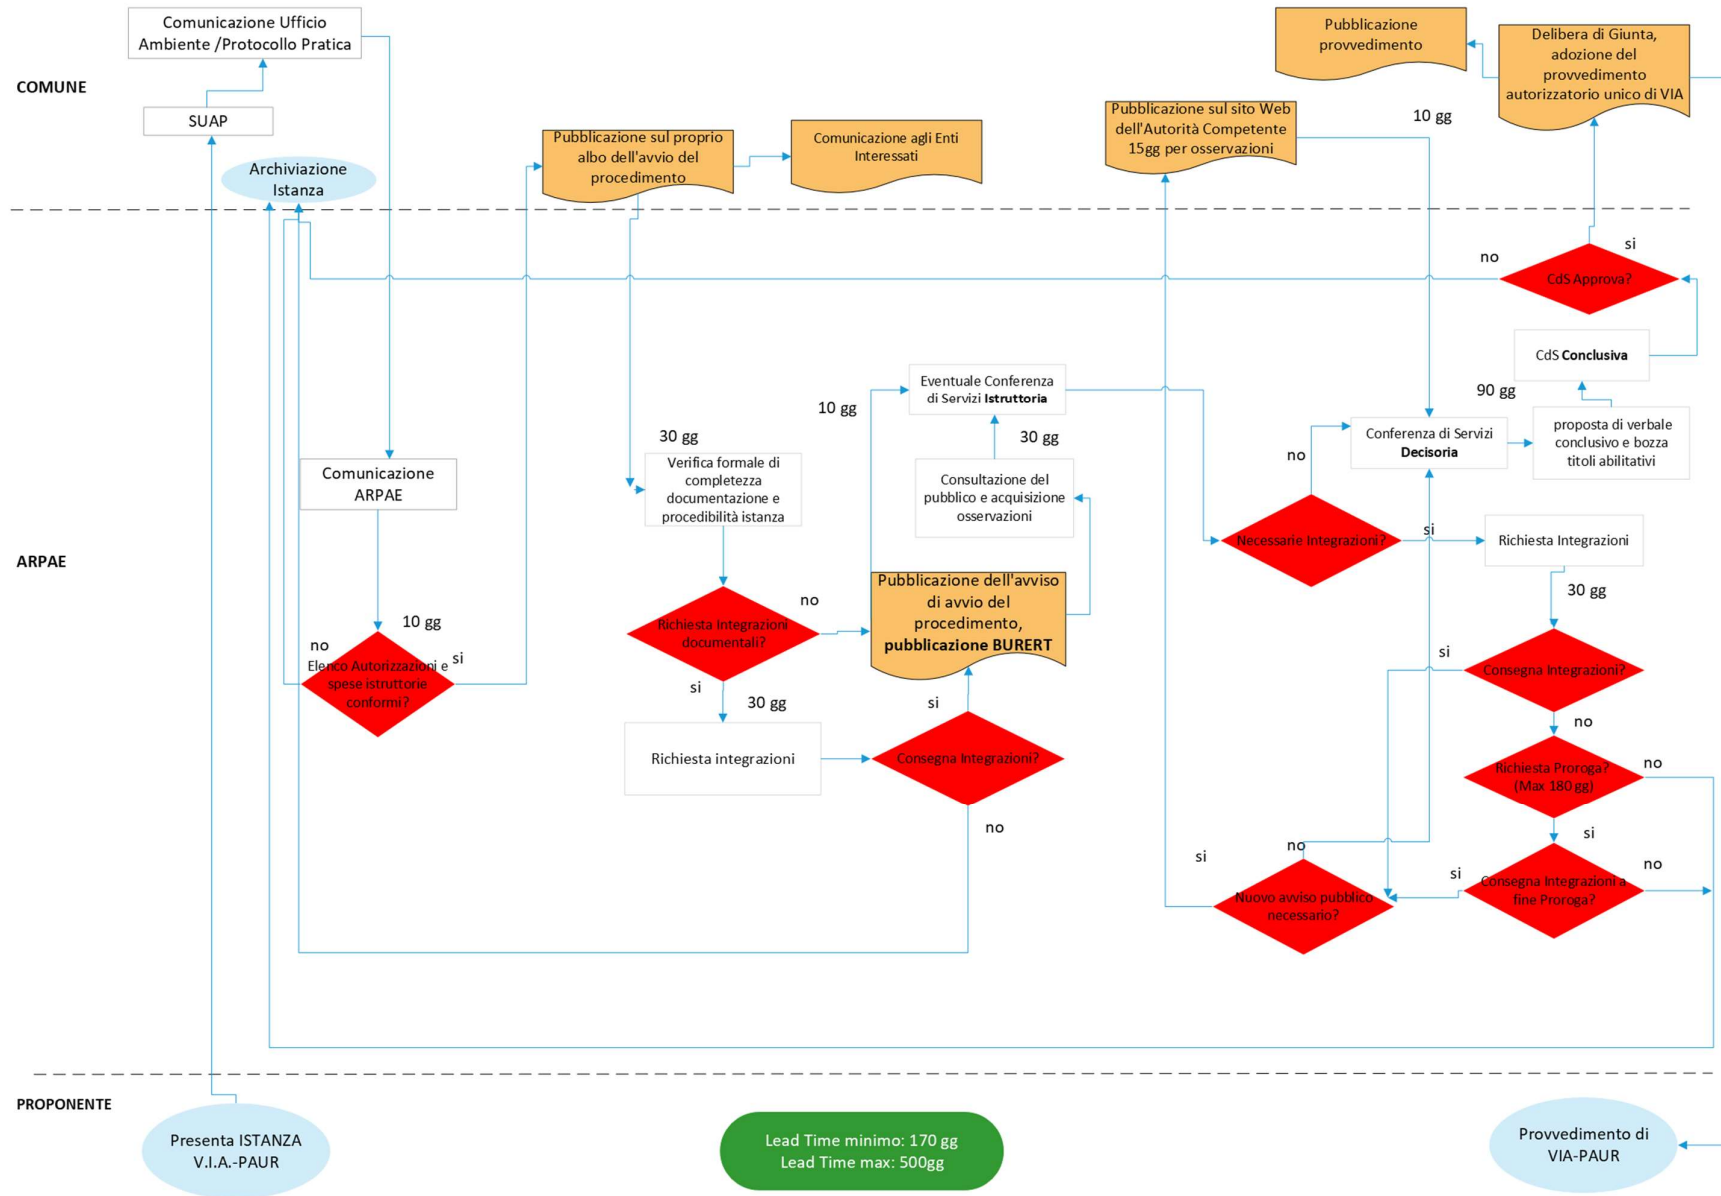 COMUNE
Comunicazione Ufficio
Ambiente /Protocollo Pratica
SUAP
Archiviazione
Istanza
Pubblicazione sul proprio
albo dell'avvio del
procedimento
Comunicazione agli Enti
Interessati
Pubblicazione sul sito Web
dell'Autorità Competente
15gg per osservazioni
10 gg
Pubblicazione
provvedimento
Delibera di Giunta,
adozione del
provvedimento
autorizzatorio unico di VIA
ARPAE
Comunicazione
ARPAE
10 gg
no
si
Elenco Autorizzazioni e
spese istruttorie
conformi?
30 gg
Verifica formale di
completezza
documentazione e
procedibilità istanza
Richiesta Integrazioni
documentali?
no
si
30 gg
Richiesta integrazioni
Consegna Integrazioni?
si
no
Pubblicazione dell'avviso
di avvio del
procedimento,
pubblicazione BURERT
10 gg
Eventuale Conferenza
di Servizi Istruttoria
30 gg
Consultazione del
pubblico e acquisizione
osservazioni
Necessarie Integrazioni?
no
si
Conferenza di Servizi
Decisoria
90 gg
proposta di verbale
conclusivo e bozza
titoli abilitativi
CdS Conclusiva
CdS Approva?
no
si
Richiesta Integrazioni
30 gg
Consegna Integrazioni?
si
no
Richiesta Proroga?
(Max 180 gg)
no
si
Consegna Integrazioni a
fine Proroga?
si
no
Nuovo avviso pubblico
necessario?
si
no
PROPONENTE
Presenta ISTANZA
V.I.A.-PAUR
Lead Time minimo: 170 gg
Lead Time max: 500gg
Provvedimento di
VIA-PAUR